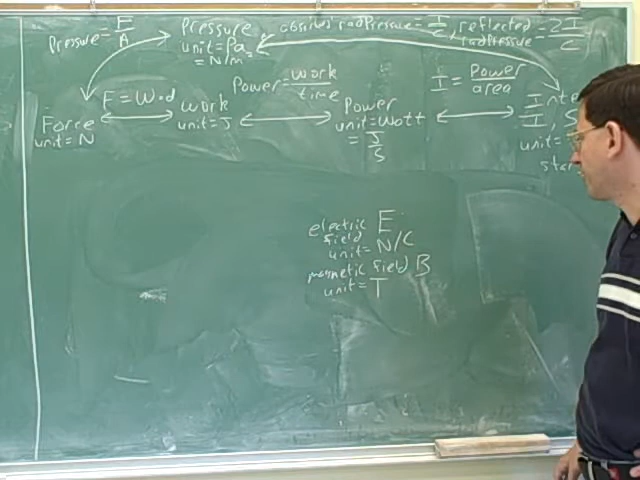 Pressure = F/A
Pressure
unit = Pa
= N/m²
absorbed radPressure = I/c, reflected radPressure = 2I/c
F = W·d
Power = work/time
I = Power/area
Force
unit = N
work
unit = J
Power
unit = watt
= J/s
Inte
I, S
unit =
electric field E
unit = N/C
magnetic field B
unit = T